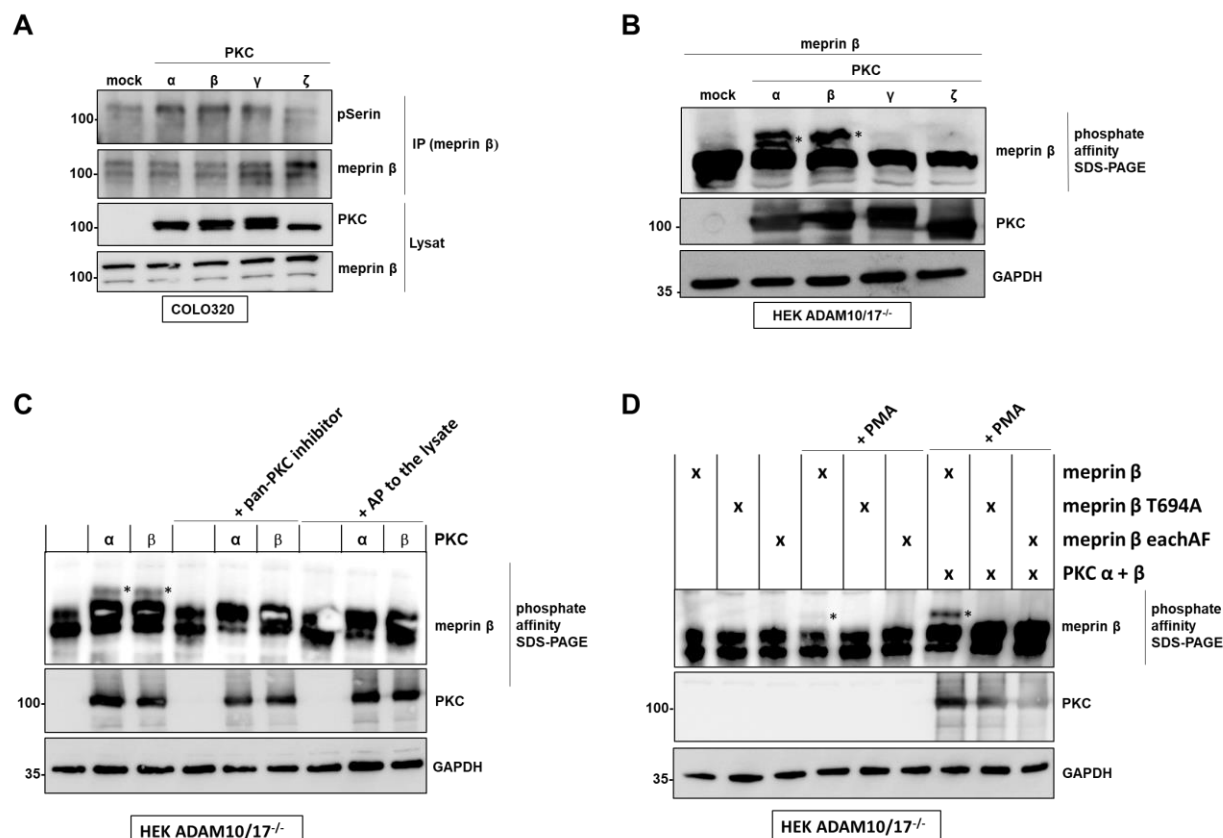 A
PKC
mock α β γ ζ
100 pSerin
IP (meprin β)
100 meprin β
100 PKC
Lysat
100 meprin β
COLO320
B
meprin β
PKC
mock α β γ ζ
* *
meprin β
phosphate
affinity
SDS-PAGE
100 PKC
35 GAPDH
HEK ADAM10/17-/-
C
+ pan-PKC inhibitor
+ AP to the lysate
α β α β α β PKC
* *
meprin β
phosphate
affinity
SDS-PAGE
100 PKC
35 GAPDH
HEK ADAM10/17-/-
D
+ PMA + PMA
x x x meprin β
x x x meprin β T694A
x x x meprin β eachAF
x x x PKC α + β
* *
meprin β
phosphate
affinity
SDS-PAGE
100 PKC
35 GAPDH
HEK ADAM10/17-/-